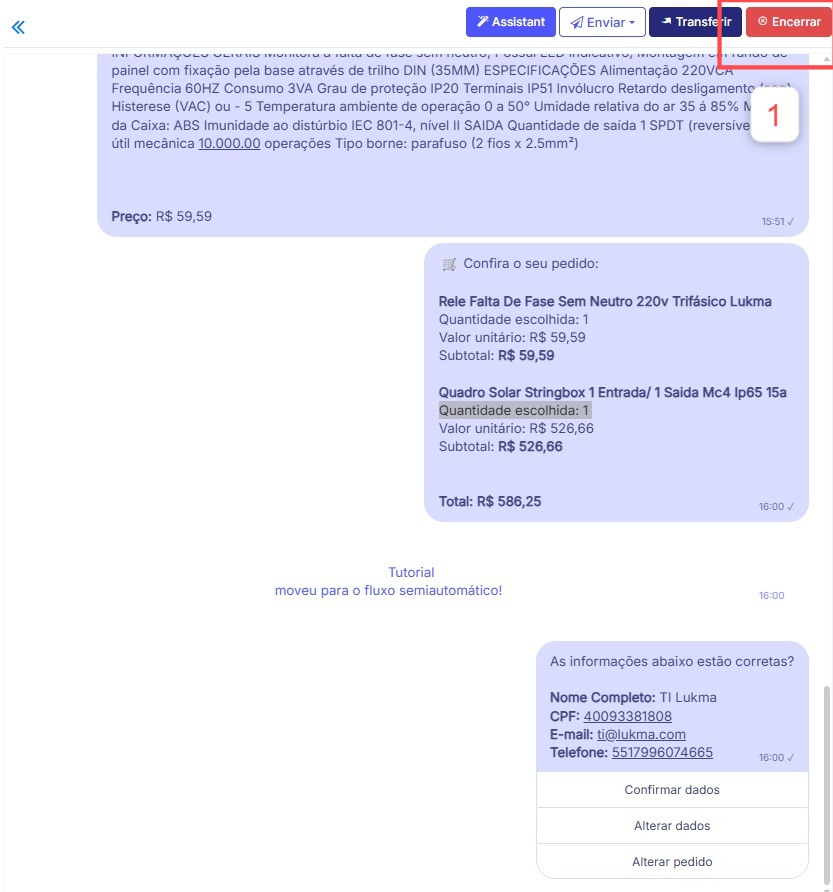 Assistant
Enviar
Transferir
Encerrar
INFORMAÇÕES GERAIS Monitora a falta de fase sem neutro, Possui LED indicativo, Montagem em fundo de
painel com fixação pela base através de trilho DIN (35MM) ESPECIFICAÇÕES Alimentação 220VCA
Frequência 60HZ Consumo 3VA Grau de proteção IP20 Terminais IP51 Invólucro Retardo desligamento (seg)
Histerese (VAC) ou - 5 Temperatura ambiente de operação 0 a 50° Umidade relativa do ar 35 á 85%
da Caixa: ABS Imunidade ao distúrbio IEC 801-4, nível II SAIDA Quantidade de saída 1 SPDT
útil mecânica 10.000.00 operações Tipo borne: parafuso (2 fios x 2.5mm²)
1
Preço: R$ 59,59
15:51
Confira o seu pedido:
Rele Falta De Fase Sem Neutro 220v Trifásico Lukma
Quantidade escolhida: 1
Valor unitário: R$ 59,59
Subtotal: R$ 59,59
Quadro Solar Stringbox 1 Entrada/ 1 Saida Mc4 Ip65 15a
Quantidade escolhida: 1
Valor unitário: R$ 526,66
Subtotal: R$ 526,66
Total: R$ 586,25
16:00
Tutorial
moveu para o fluxo semiautomático!
16:00
As informações abaixo estão corretas?
Nome Completo: TI Lukma
CPF: 40093381808
E-mail: ti@lukma.com
Telefone: 5517996074665
16:00
Confirmar dados
Alterar dados
Alterar pedido